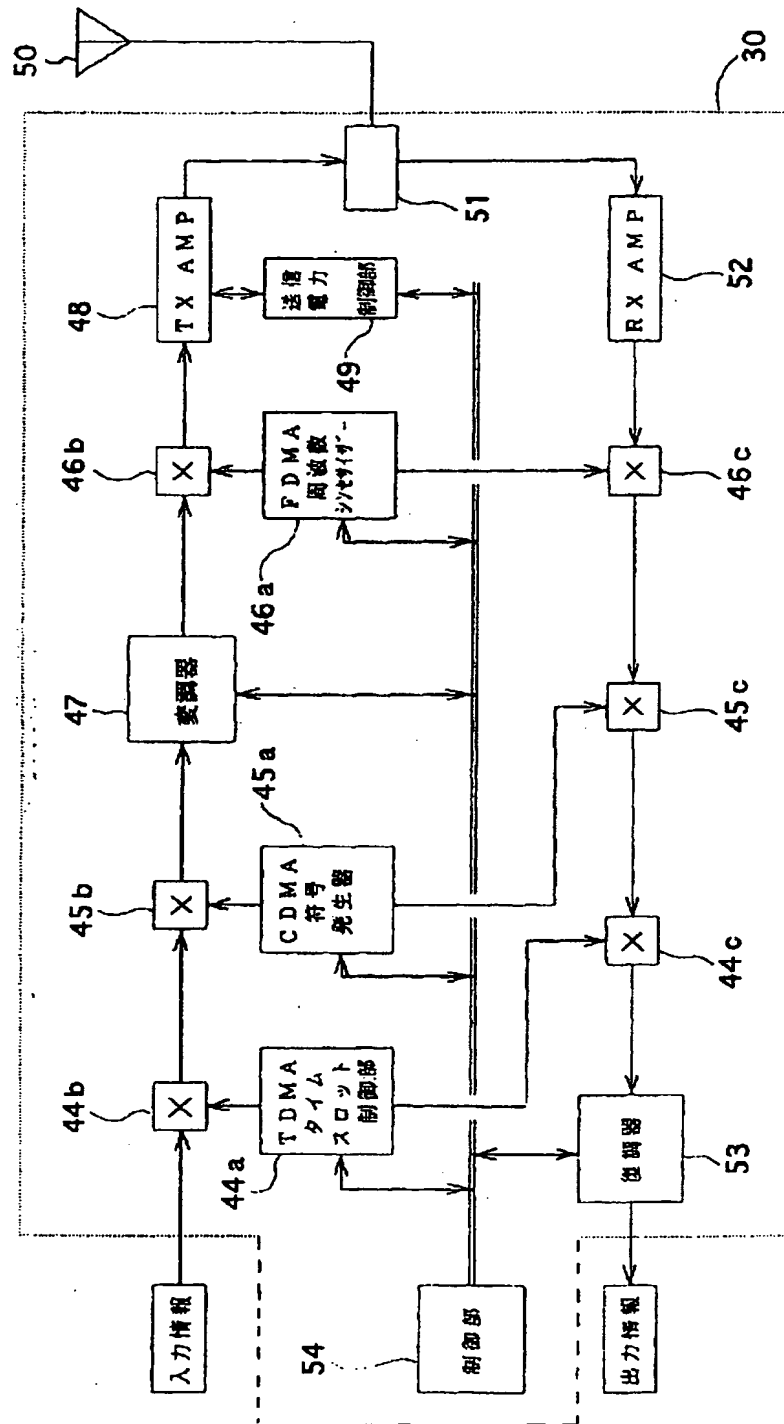 50
30
48
TX AMP
51
52
RX AMP
送信
電力
制御部
49
46b
×
FDMA
周波数
シンセサイザー
46a
×
46c
47
変調器
45b
×
CDMA
符号
発生器
45a
×
45c
44b
×
TDMA
タイム
スロット
制御部
44a
×
44c
復調器
53
入力情報
54
制御部
出力情報